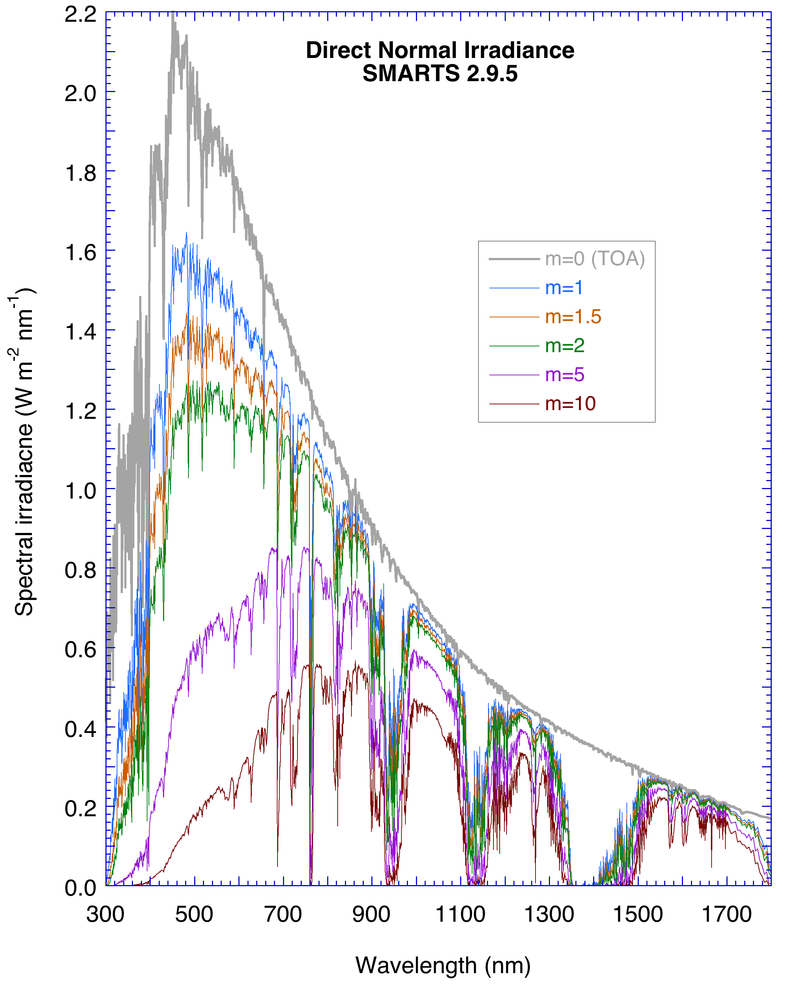 Direct Normal Irradiance
SMARTS 2.9.5
2.2
2.0
1.8
1.6
1.4
1.2
1.0
0.8
0.6
0.4
0.2
0.0
Spectral irradiacne (W m-2 nm-1)
m=0 (TOA)
m=1
m=1.5
m=2
m=5
m=10
300 500 700 900 1100 1300 1500 1700
Wavelength (nm)